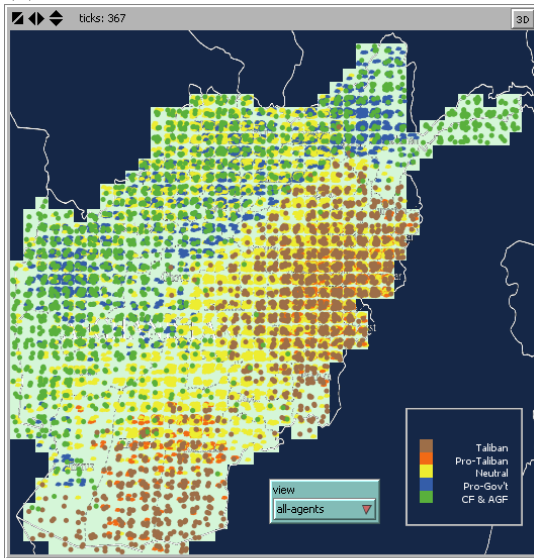 ticks: 367
3D
Taliban
Pro-Taliban
Neutral
Pro-Gov't
CF & AGF
view
all-agents